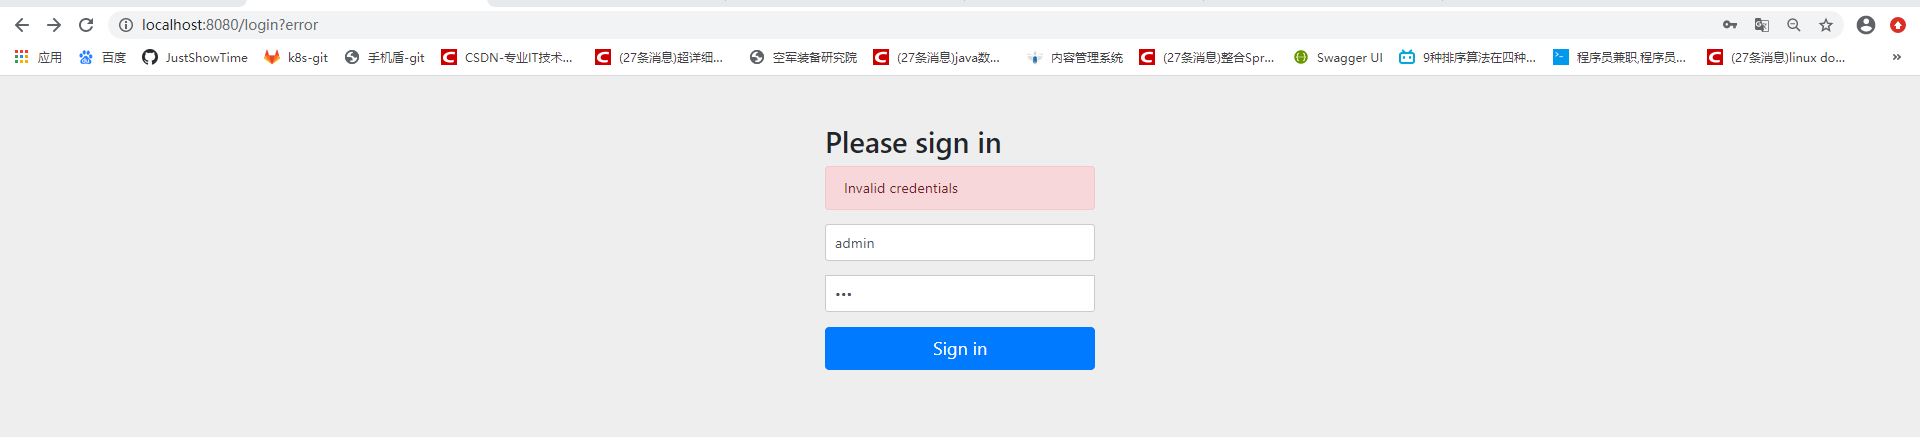 localhost:8080/login?error
应用 百度 JustShowTime k8s-git 手机盾-git CSDN-专业IT技术... (27条消息)超详细... 空军装备研究院 (27条消息)java数... 内容管理系统 (27条消息)整合Spr... Swagger UI 9种排序算法在四种... 程序员兼职,程序员... (27条消息)linux do... »
Please sign in
Invalid credentials
admin
•••
Sign in